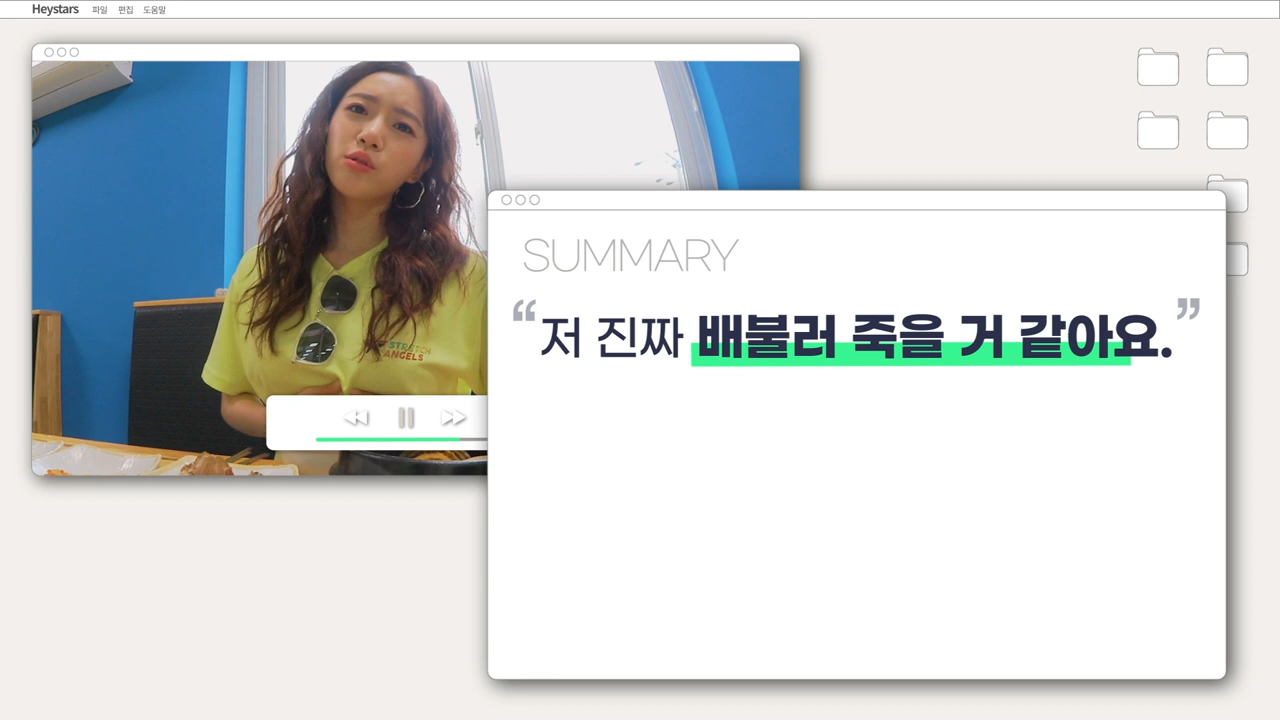 Heystars 파일 편집 도움말
STRETCH
ANGELS
SUMMARY
“저 진짜 배불러 죽을 거 같아요.”